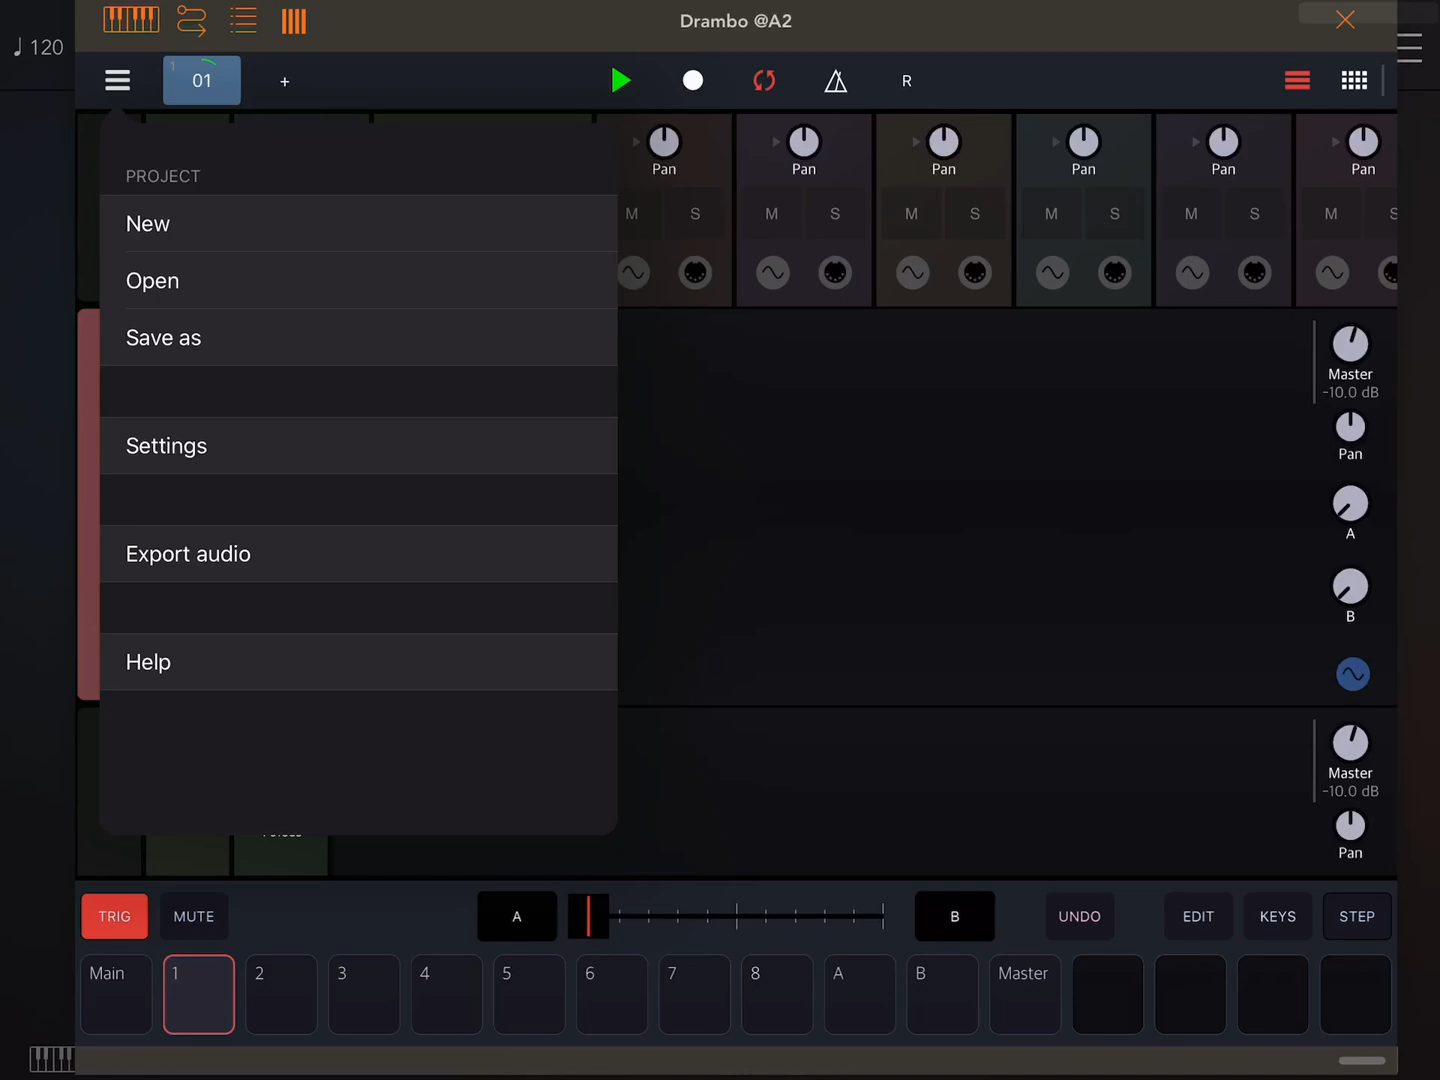 Drambo @A2
120
1
01
+
R
PROJECT
New
Open
Save as
Settings
Export audio
Help
Pan Pan Pan Pan Pan Pan
M S M S M S M S M S M S
Master
-10.0 dB
Pan
A
B
Master
-10.0 dB
Pan
TRIG MUTE A B UNDO EDIT KEYS STEP
Main 1 2 3 4 5 6 7 8 A B Master